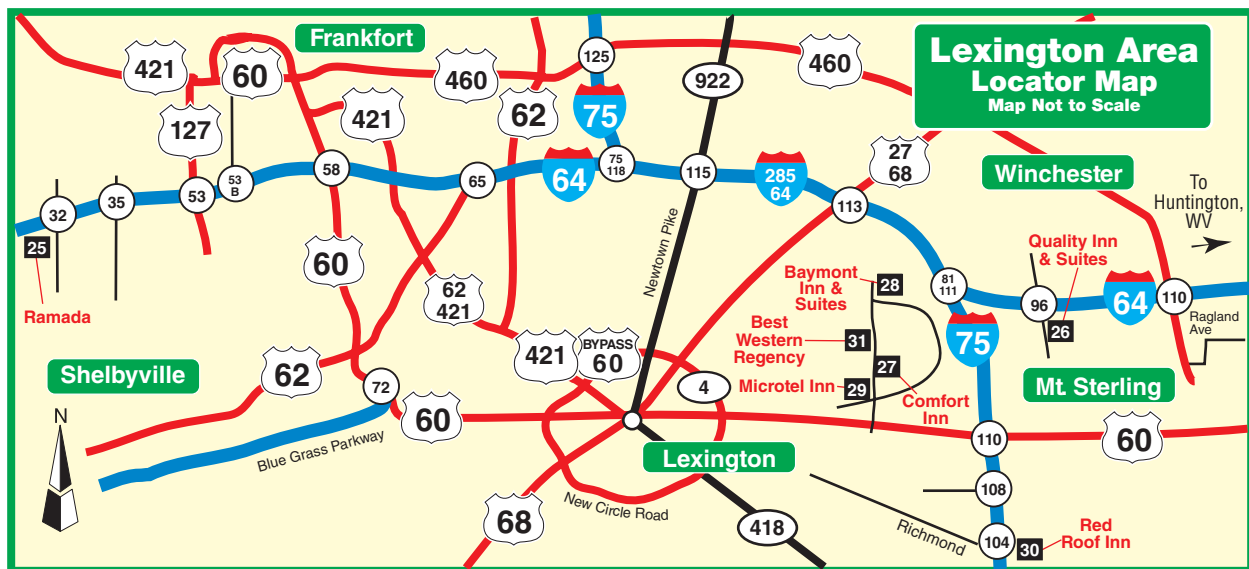 Lexington Area
Locator Map
Map Not to Scale
Frankfort
421
60
460
125
922
460
127
421
62
75
27
68
Winchester
To
Huntington,
WV
32
35
53
53
B
58
65
64
75
118
115
285
64
113
25
Ramada
60
62
421
Newtown Pike
Baymont
Inn &
Suites
28
81
111
Quality Inn
& Suites
96
26
64
110
Ragland
Ave
Best
Western
Regency
31
75
Shelbyville
62
72
421
BYPASS
60
4
Microtel Inn
29
27
Comfort
Inn
Mt. Sterling
N
60
Blue Grass Parkway
Lexington
110
60
New Circle Road
68
418
108
Richmond
104
30
Red
Roof Inn